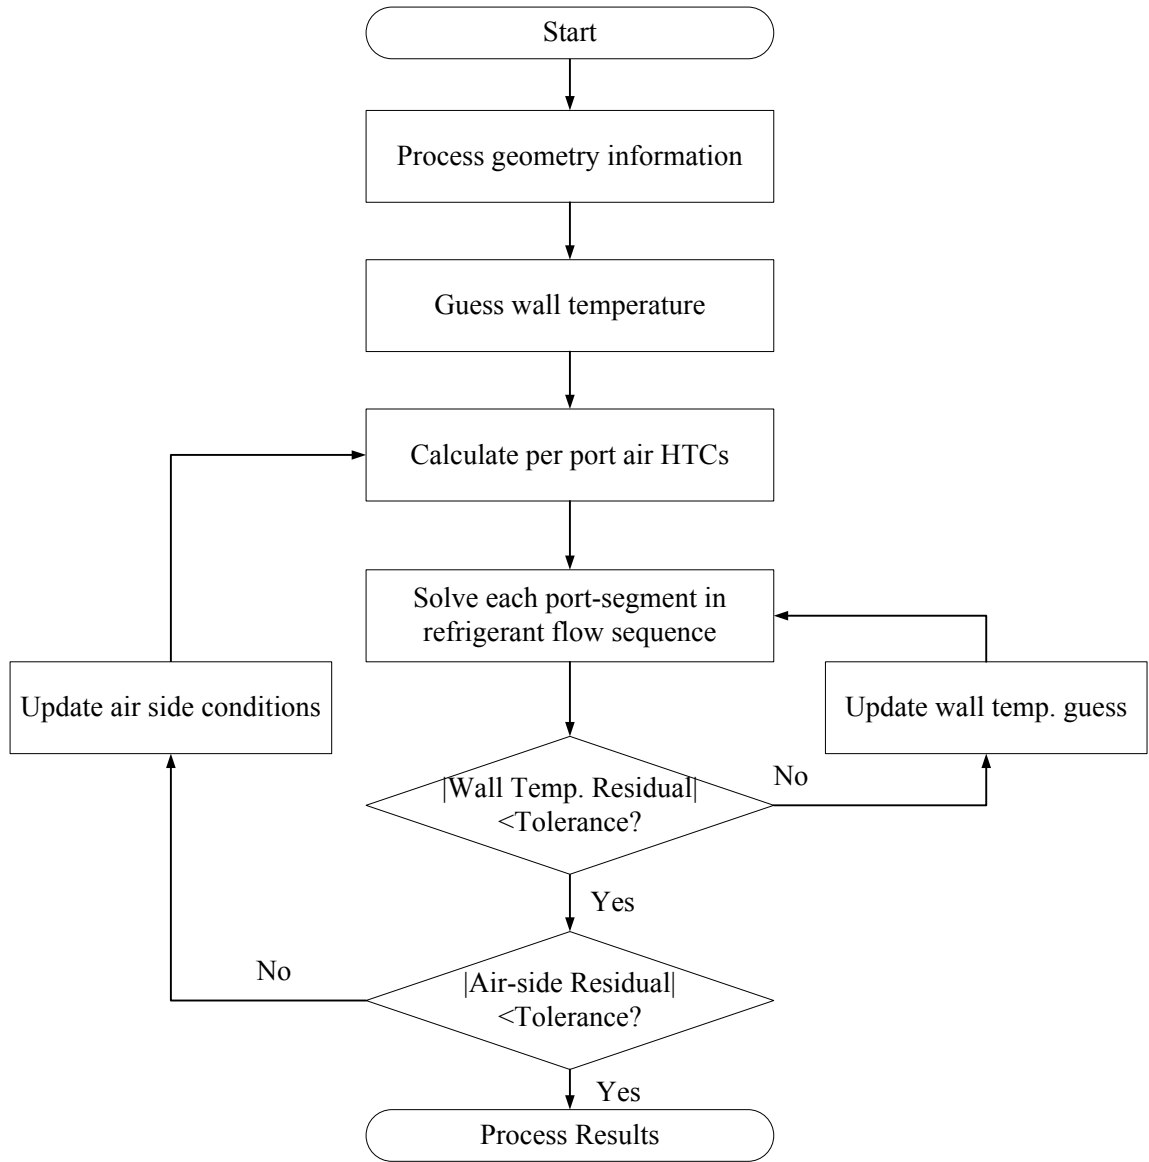 Start
Process geometry information
Guess wall temperature
Calculate per port air HTCs
Solve each port-segment in
refrigerant flow sequence
Update air side conditions
Update wall temp. guess
|Wall Temp. Residual|
<Tolerance?
No
Yes
|Air-side Residual|
<Tolerance?
No
Yes
Process Results